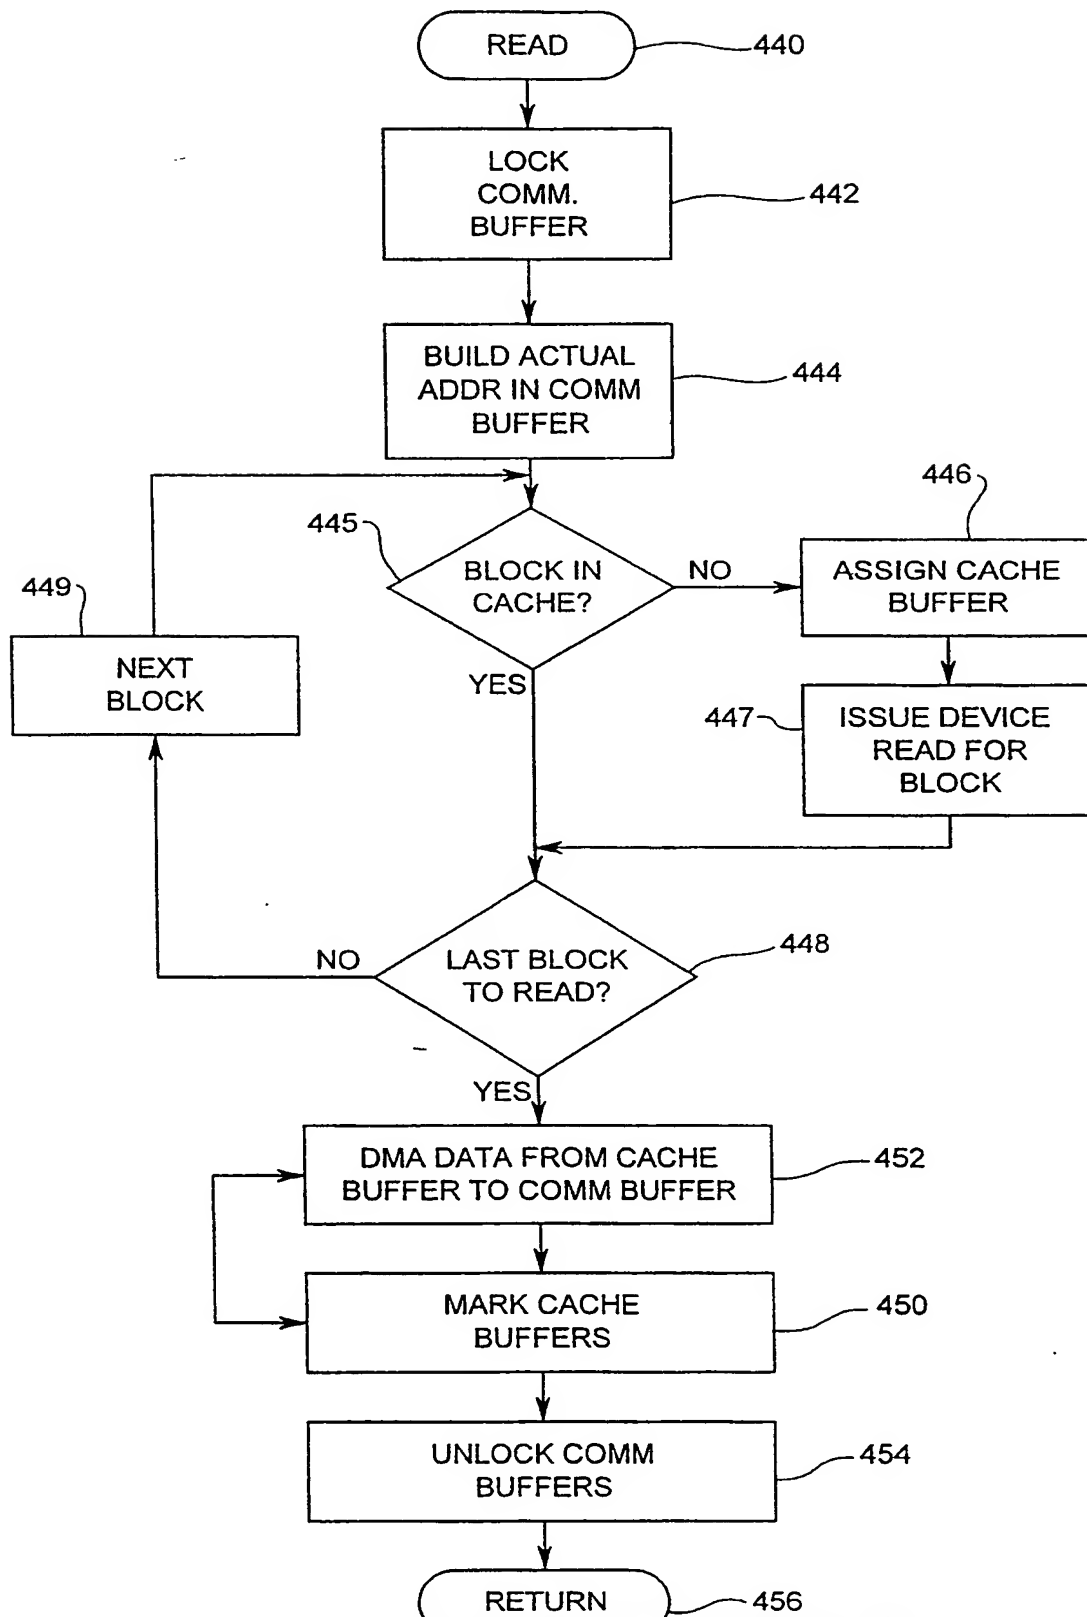 READ
440
LOCK
COMM.
BUFFER
442
BUILD ACTUAL
ADDR IN COMM
BUFFER
444
445
BLOCK IN
CACHE?
NO
YES
446
ASSIGN CACHE
BUFFER
449
NEXT
BLOCK
447
ISSUE DEVICE
READ FOR
BLOCK
NO
LAST BLOCK
TO READ?
448
YES
DMA DATA FROM CACHE
BUFFER TO COMM BUFFER
452
MARK CACHE
BUFFERS
450
UNLOCK COMM
BUFFERS
454
RETURN
456